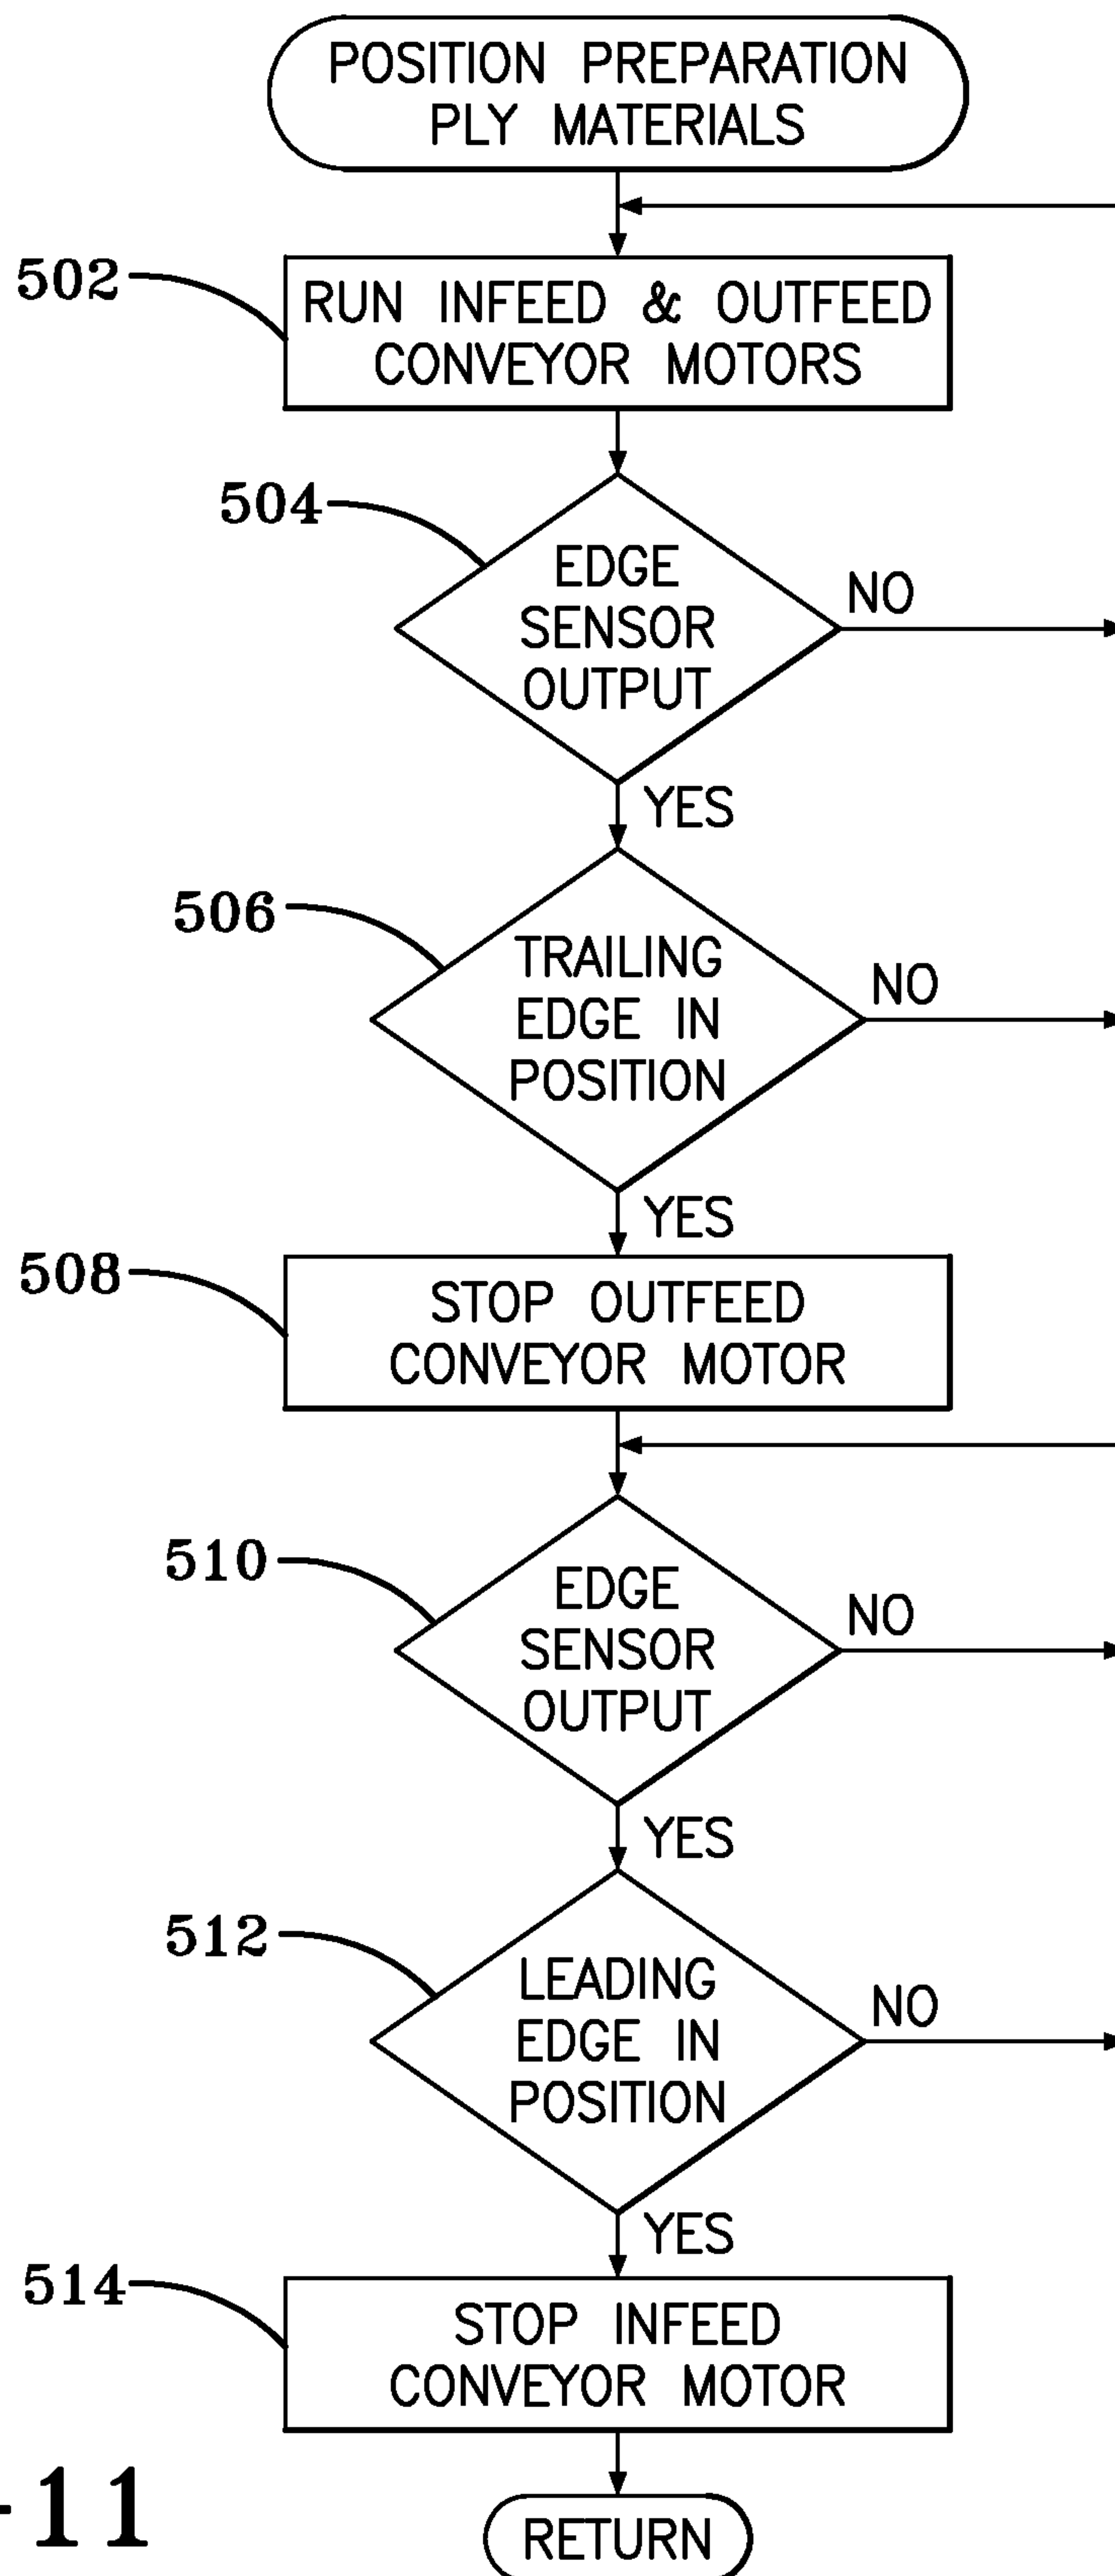 POSITION PREPARATION
PLY MATERIALS
502
RUN INFEED & OUTFEED
CONVEYOR MOTORS
504
EDGE
SENSOR
OUTPUT
NO
YES
506
TRAILING
EDGE IN
POSITION
NO
YES
508
STOP OUTFEED
CONVEYOR MOTOR
510
EDGE
SENSOR
OUTPUT
NO
YES
512
LEADING
EDGE IN
POSITION
NO
YES
514
STOP INFEED
CONVEYOR MOTOR
-11
RETURN